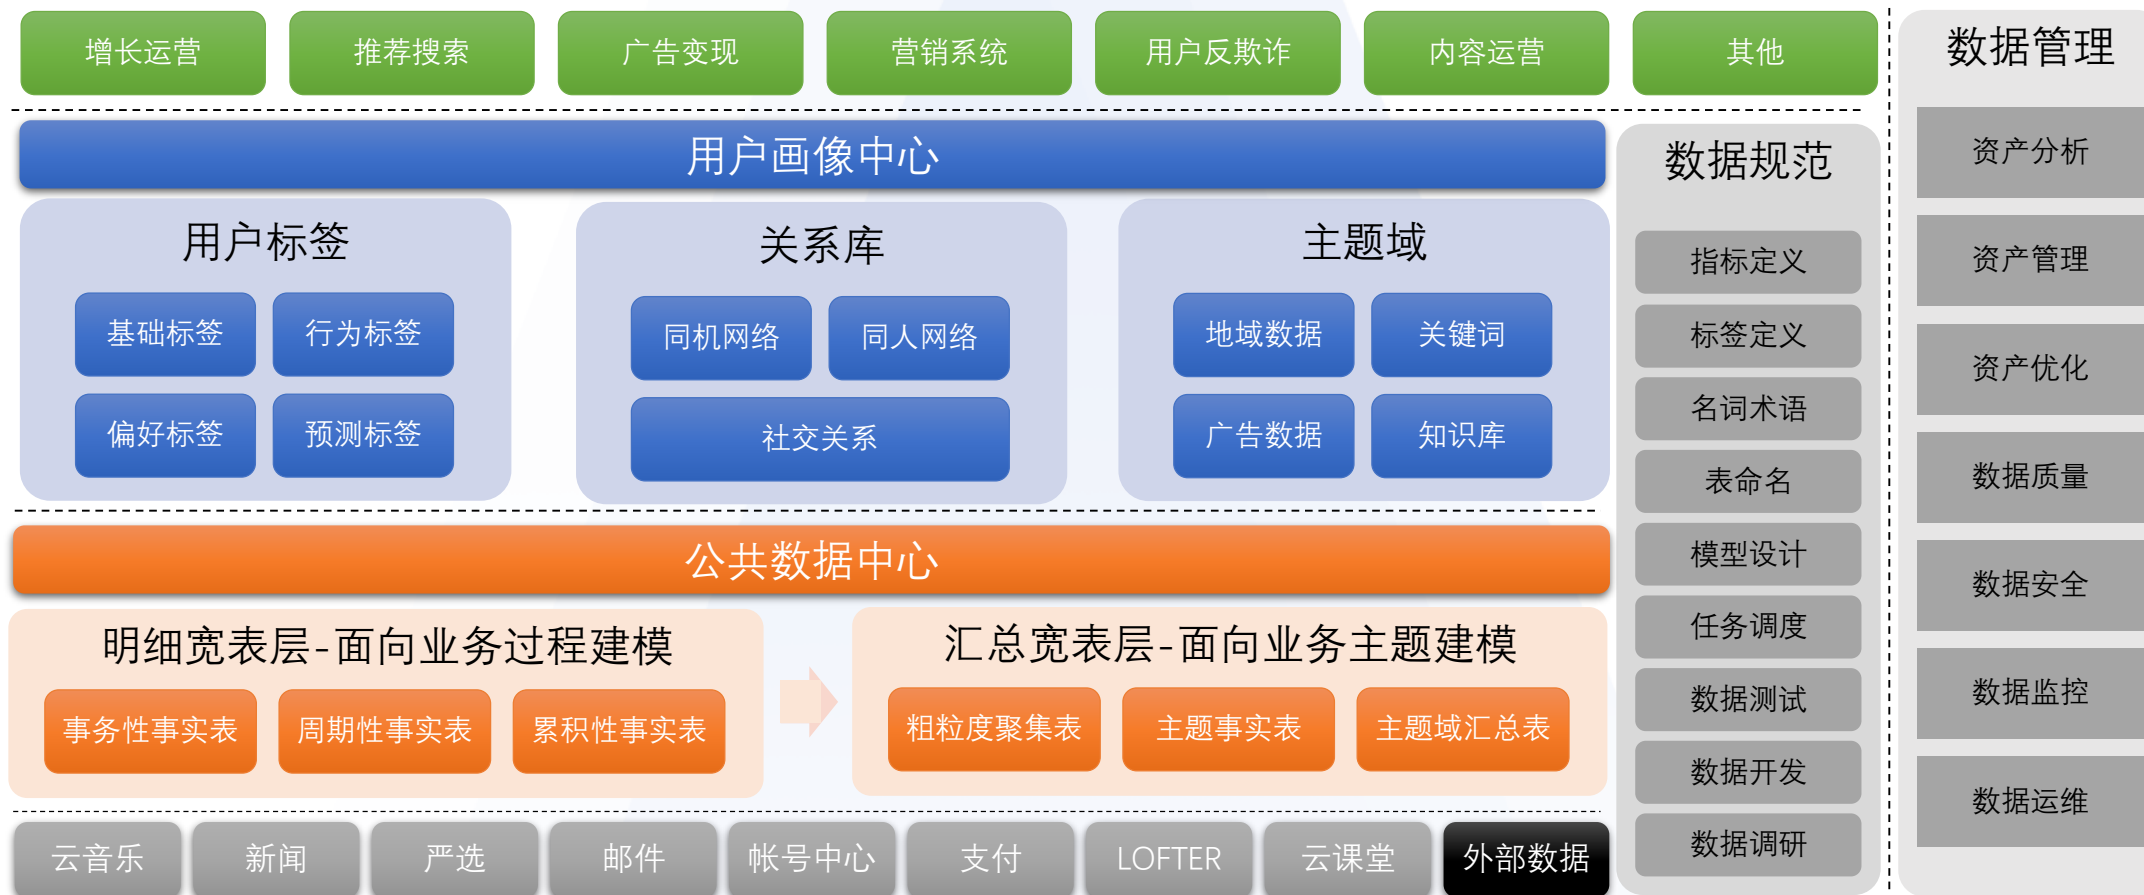 增长运营
推荐搜索
广告变现
营销系统
用户反欺诈
内容运营
其他
用户画像中心
用户标签
基础标签
行为标签
偏好标签
预测标签
关系库
同机网络
同人网络
社交关系
主题域
地域数据
关键词
广告数据
知识库
公共数据中心
明细宽表层-面向业务过程建模
事务性事实表
周期性事实表
累积性事实表
汇总宽表层-面向业务主题建模
粗粒度聚集表
主题事实表
主题域汇总表
云音乐
新闻
严选
邮件
帐号中心
支付
LOFTER
云课堂
外部数据
数据规范
指标定义
标签定义
名词术语
表命名
模型设计
任务调度
数据测试
数据开发
数据调研
数据管理
资产分析
资产管理
资产优化
数据质量
数据安全
数据监控
数据运维